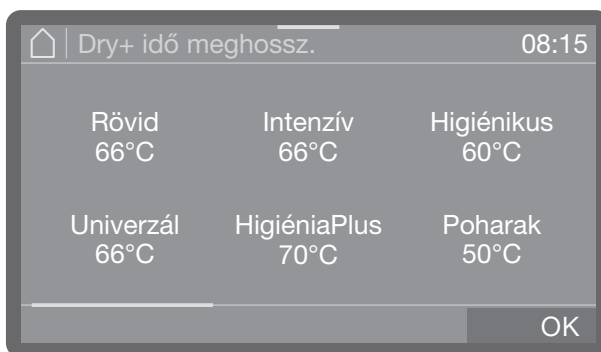 Dry+ idő meghossz. 08:15
Rövid Intenzív Higiénikus
66°C 66°C 60°C
Univerzál HigiéniaPlus Poharak
66°C 70°C 50°C
OK